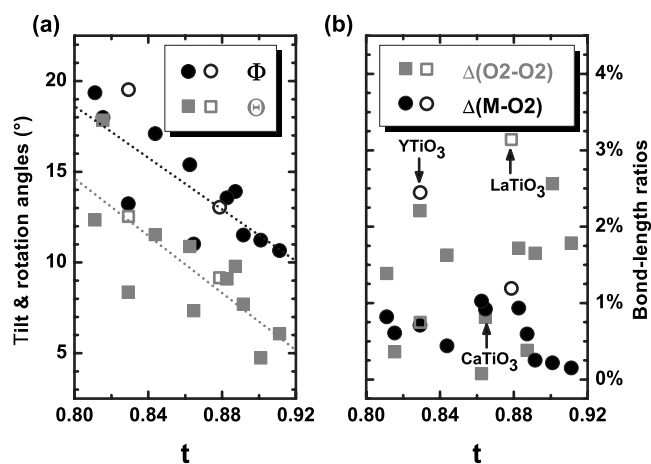 (a)
(b)
Tilt & rotation angles (°)
20
15
10
5
0.80
0.84
0.88
0.92
t
Φ
Θ
Δ(O2-O2)
Δ(M-O2)
YTiO₃
LaTiO₃
CaTiO₃
4%
3%
2%
1%
0%
Bond-length ratios
0.80
0.84
0.88
0.92
t